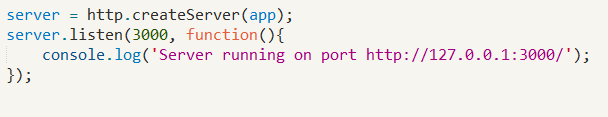 server = http.createServer(app);
server.listen(3000, function(){
    console.log('Server running on port http://127.0.0.1:3000/');
});